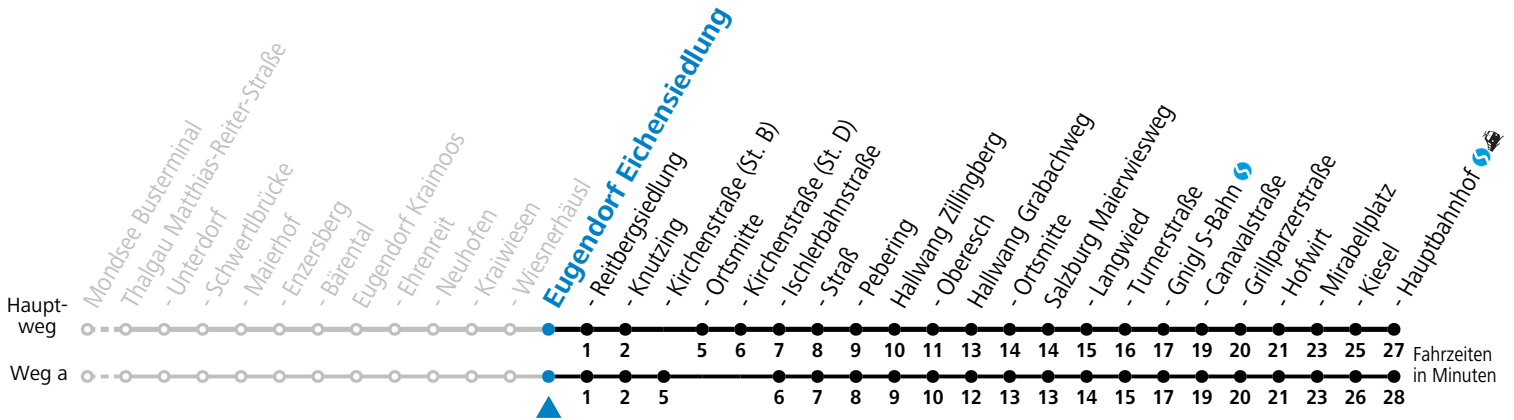 Mondsee Busterminal
Thalgau Matthias-Reiter-Straße
- Unterdorf
- Schwertlbrücke
- Maierhof
Enzersberg
- Bärental
Eugendorf Kraimoos
- Ehrenreit
- Neuhofen
- Kraiwiesen
- Wiesnerhäusl
Eugendorf Eichensiedlung
- Reitbergsiedlung
- Knutzing
- Kirchenstraße (St. B)
- Ortsmitte
- Kirchenstraße (St. D)
- Ischlerbahnstraße
- Straß
- Pebering
Hallwang Zillingberg
- Oberesch
Hallwang Grabachweg
- Ortsmitte
Salzburg Maierwiesweg
- Langwied
- Turnerstraße
- Gnigl S-Bahn
- Canavalstraße
- Grillparzerstraße
- Hofwirt
- Mirabellplatz
- Kiesel
- Hauptbahnhof
Haupt-
weg
1 2 5 6 7 8 9 10 11 13 14 14 15 16 17 19 20 21 23 25 27
Weg a
1 2 5 6 7 8 9 10 12 13 13 14 15 17 19 20 21 23 26 28
Fahrzeiten
in Minuten